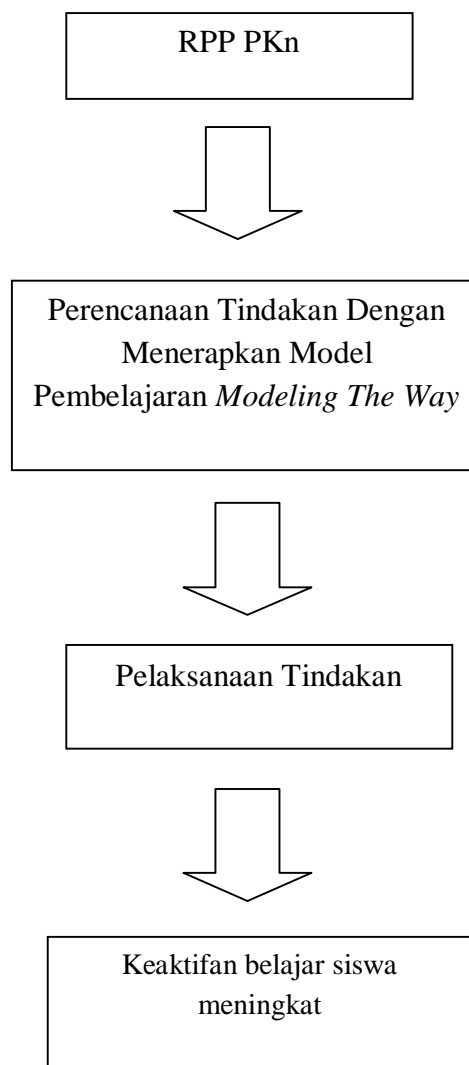 RPP PKn
Perencanaan Tindakan Dengan
Menerapkan Model
Pembelajaran Modeling The Way
Pelaksanaan Tindakan
Keaktifan belajar siswa
meningkat